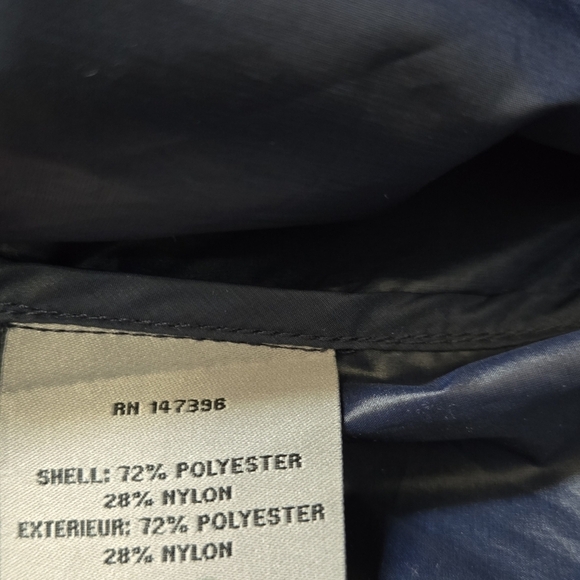 RN 147396
SHELL: 72% POLYESTER
28% NYLON
EXTERIEUR: 72% POLYESTER
28% NYLON